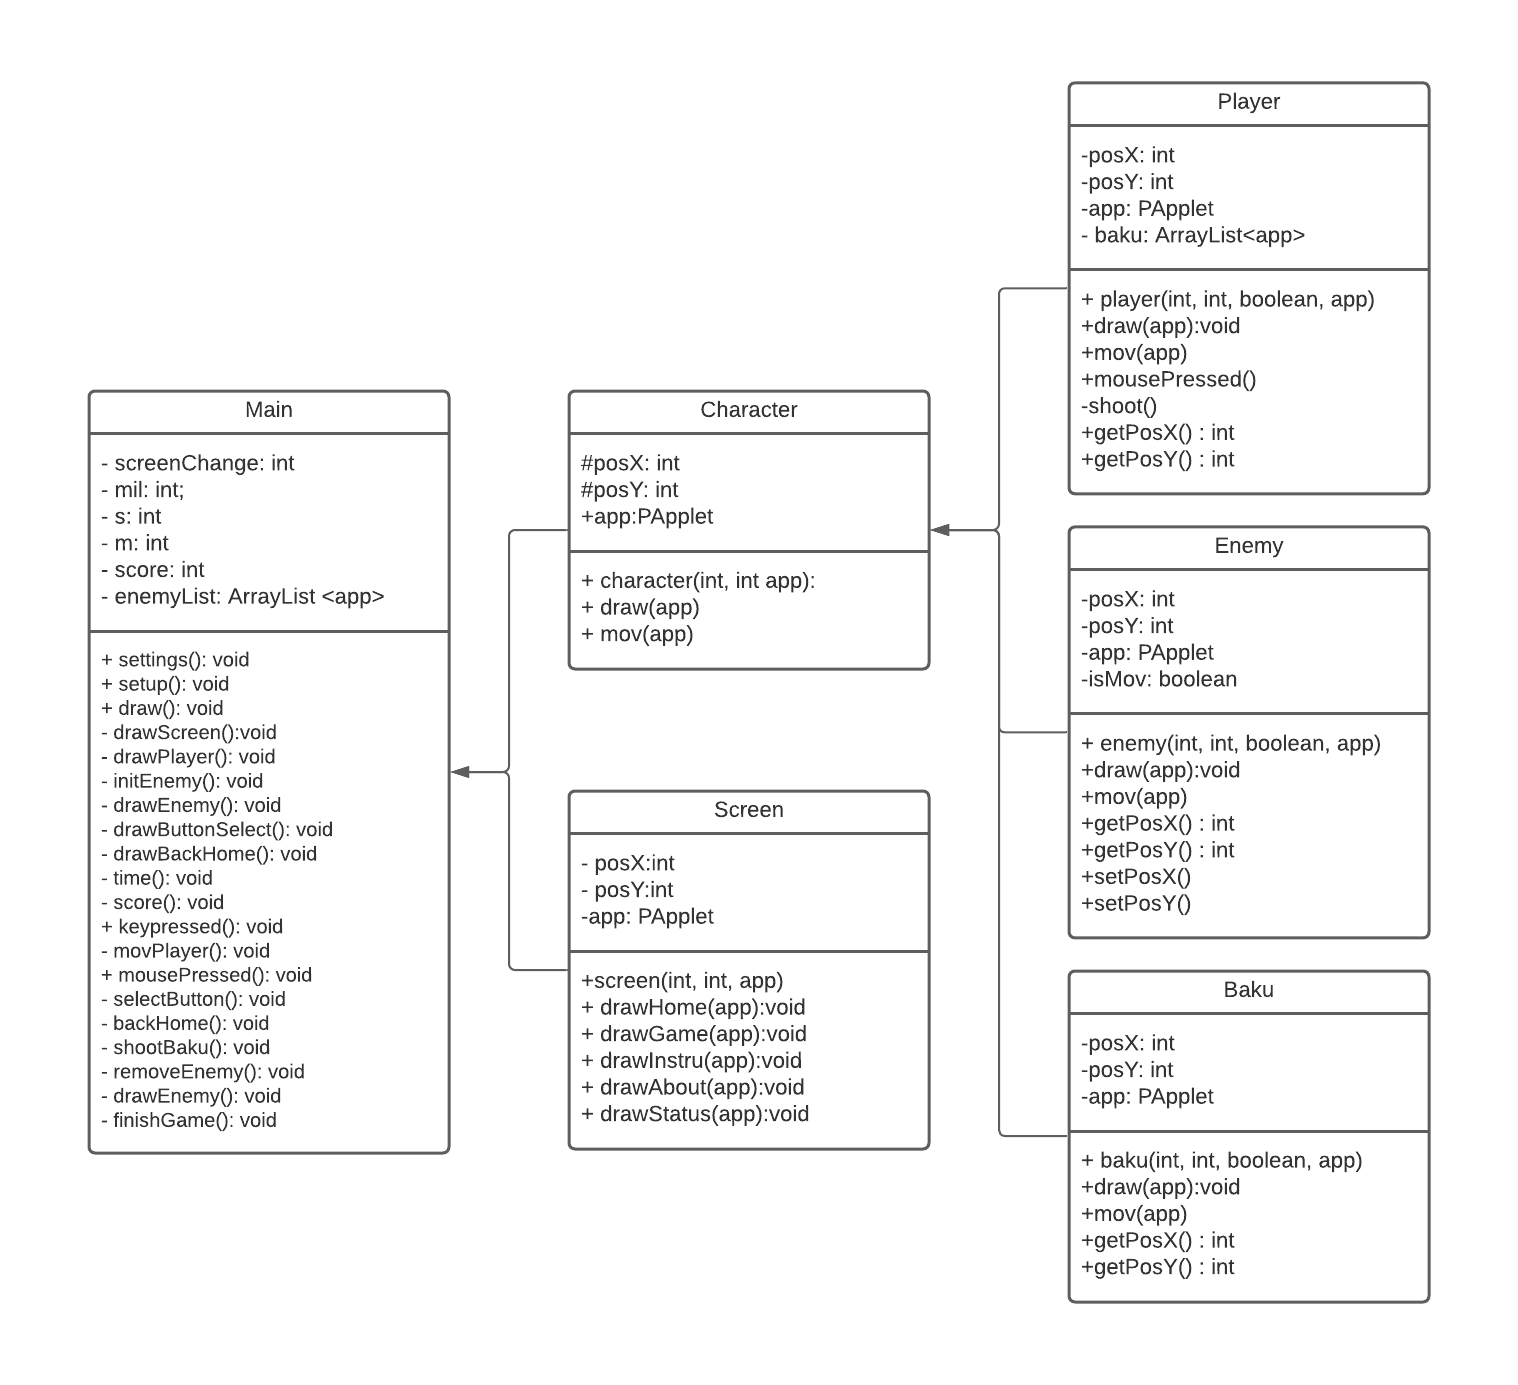 Main
- screenChange: int
- mil: int;
- s: int
- m: int
- score: int
- enemyList: ArrayList <app>
+ settings(): void
+ setup(): void
+ draw(): void
- drawScreen():void
- drawPlayer(): void
- initEnemy(): void
- drawEnemy(): void
- drawButtonSelect(): void
- drawBackHome(): void
- time(): void
- score(): void
+ keypressed(): void
- movPlayer(): void
+ mousePressed(): void
- selectButton(): void
- backHome(): void
- shootBaku(): void
- removeEnemy(): void
- drawEnemy(): void
- finishGame(): void
Character
#posX: int
#posY: int
+app:PApplet
+ character(int, int app):
+ draw(app)
+ mov(app)
Screen
- posX:int
- posY:int
-app: PApplet
+screen(int, int, app)
+ drawHome(app):void
+ drawGame(app):void
+ drawInstru(app):void
+ drawAbout(app):void
+ drawStatus(app):void
Player
-posX: int
-posY: int
-app: PApplet
- baku: ArrayList<app>
+ player(int, int, boolean, app)
+draw(app):void
+mov(app)
+mousePressed()
-shoot()
+getPosX() : int
+getPosY() : int
Enemy
-posX: int
-posY: int
-app: PApplet
-isMov: boolean
+ enemy(int, int, boolean, app)
+draw(app):void
+mov(app)
+getPosX() : int
+getPosY() : int
+setPosX()
+setPosY()
Baku
-posX: int
-posY: int
-app: PApplet
+ baku(int, int, boolean, app)
+draw(app):void
+mov(app)
+getPosX() : int
+getPosY() : int